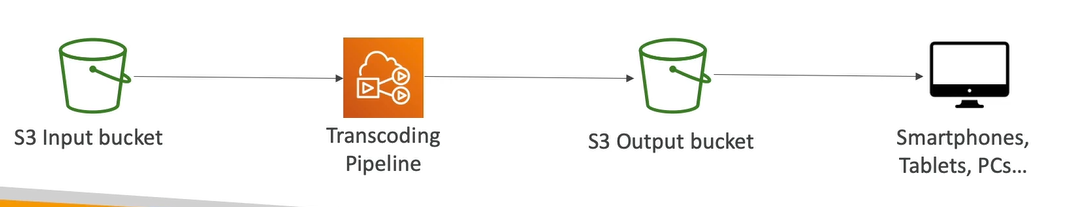 S3 Input bucket
Transcoding
Pipeline
S3 Output bucket
Smartphones,
Tablets, PCs...